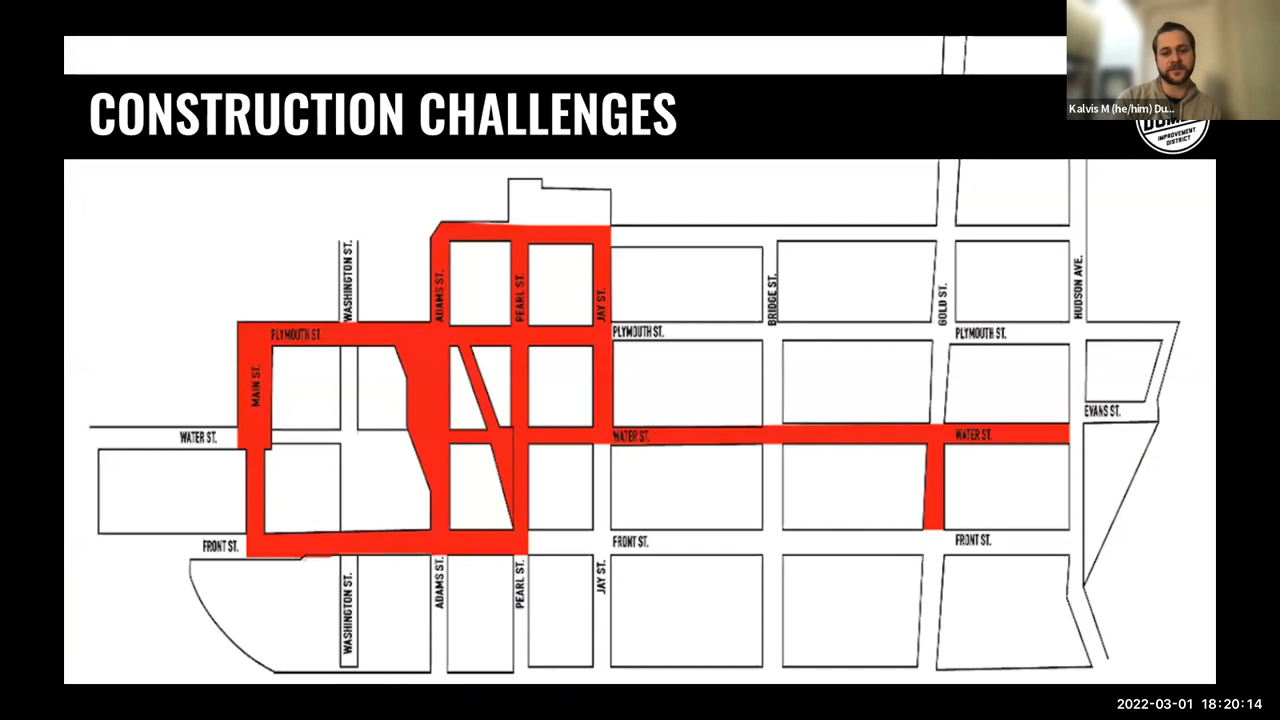 Kalvis M (he/him) Du...
CONSTRUCTION CHALLENGES
IMPROVEMENT
DISTRICT
WASHINGTON ST.
ADAMS ST.
PEARL ST.
JAY ST.
BRIDGE ST.
GOLD ST.
HUDSON AVE.
PLYMOUTH ST.
PLYMOUTH ST.
PLYMOUTH ST.
MAIN ST.
EVANS ST.
WATER ST.
WATER ST.
WATER ST.
FRONT ST.
FRONT ST.
FRONT ST.
WASHINGTON ST.
ADAMS ST.
PEARL ST.
JAY ST.
2022-03-01 18:20:14